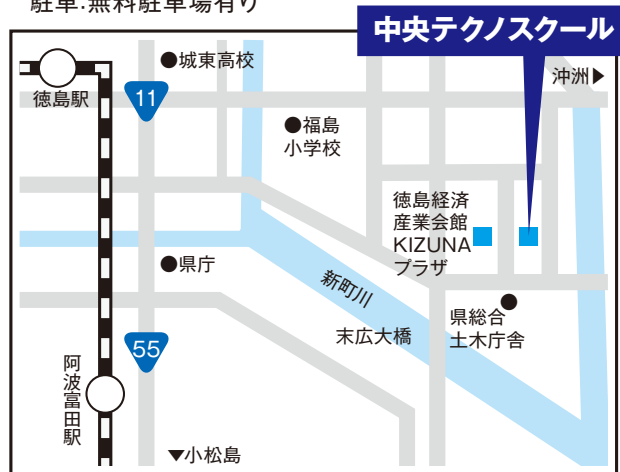 駐車:無料駐車場有り
中央テクノスクール
●城東高校
沖洲▶
徳島駅
11
●福島
小学校
徳島経済
産業会館
KIZUNA
プラザ
●県庁
新町川
県総合
土木庁舎
末広大橋
55
阿波富田駅
▼小松島